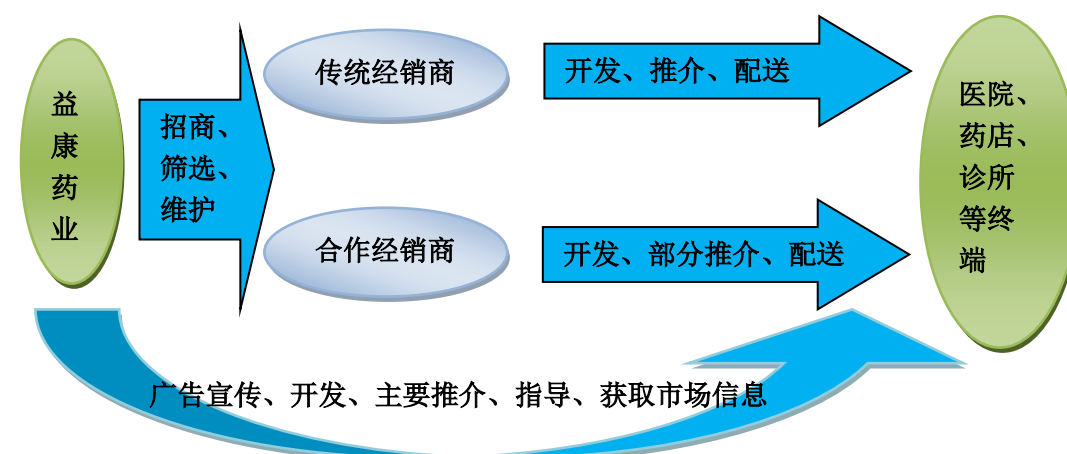 益
康
药
业
招商、
筛选、
维护
传统经销商
开发、推介、配送
合作经销商
开发、部分推介、配送
医院、
药店、
诊所
等终
端
广告宣传、开发、主要推介、指导、获取市场信息